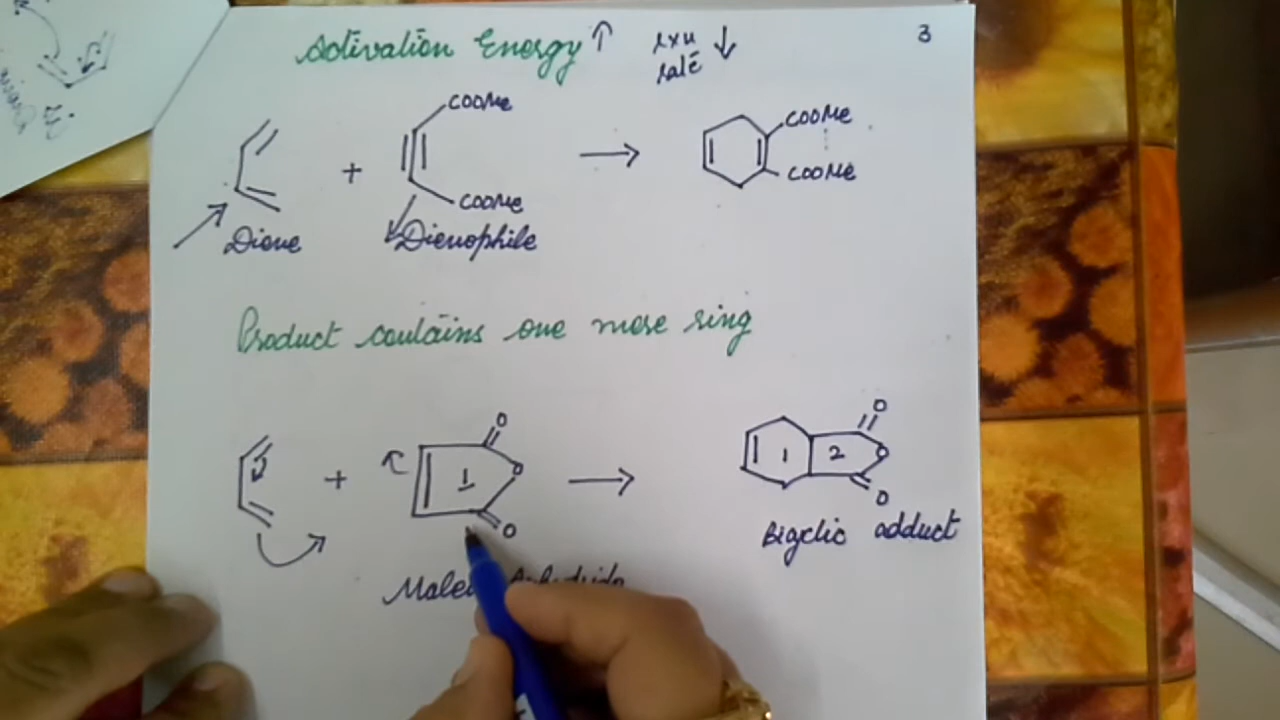 Activation Energy ↑ rxn ↓
rate
3
COOMe
+ → COOMe
COOMe
COOMe
Diene Dienophile
Product contains one more ring
O O
+ 1 O → 1 2 O
O O
Bicyclic adduct